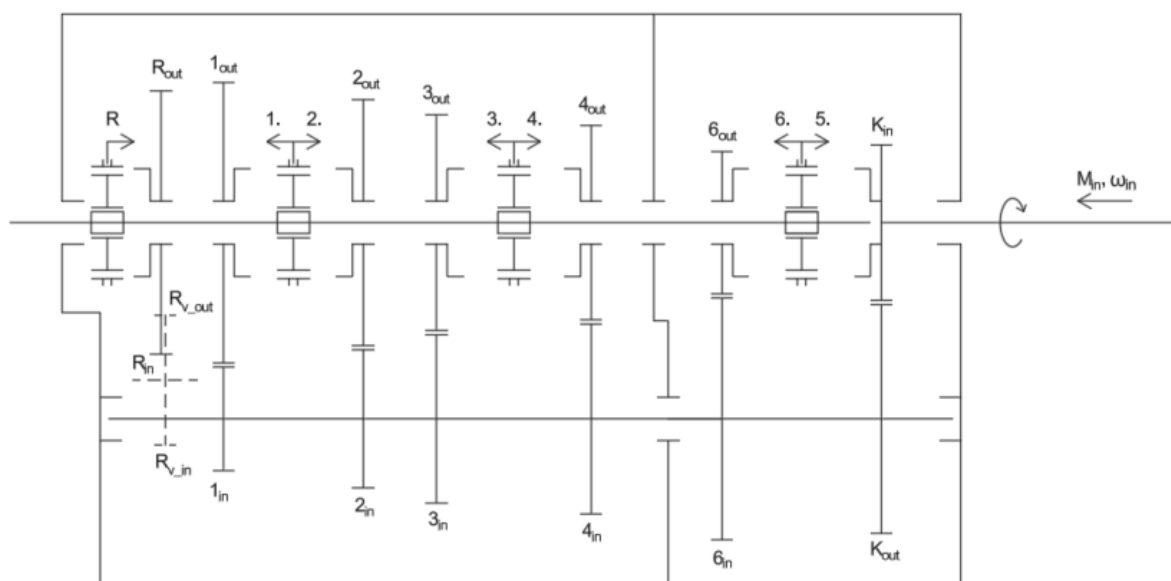 R_out
1_out
2_out
3_out
4_out
6_out
K_in
R
1. 2.
3. 4.
6. 5.
M_in, ω_in
R_v_out
R_in
R_v_in
1_in
2_in
3_in
4_in
6_in
K_out